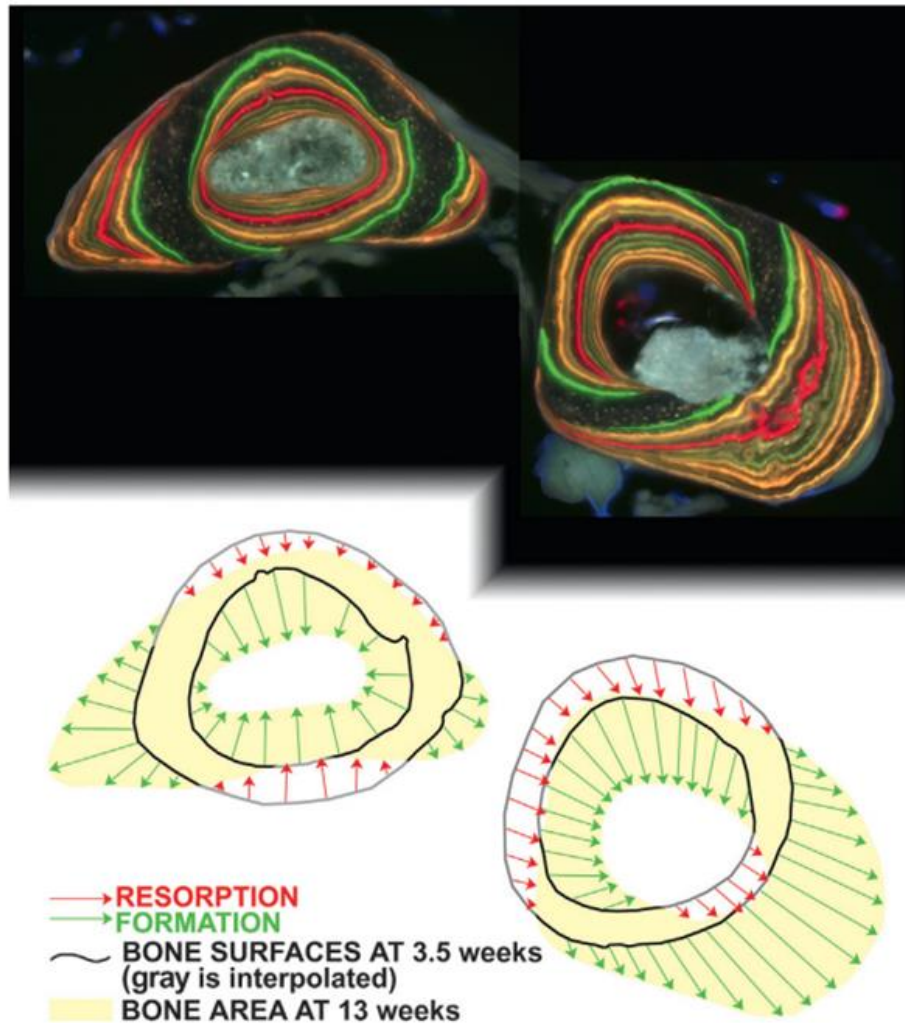 RESORPTION
FORMATION
BONE SURFACES AT 3.5 weeks
(gray is interpolated)
BONE AREA AT 13 weeks